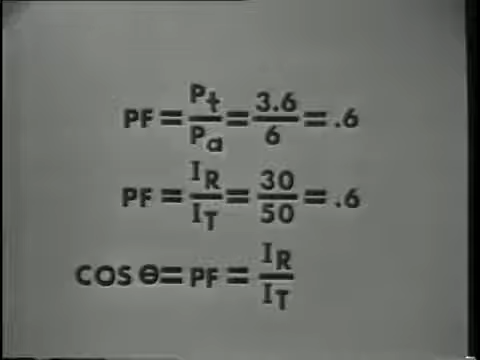 PF = Pt/Pa = 3.6/6 = .6
PF = IR/IT = 30/50 = .6
COS θ = PF = IR/IT